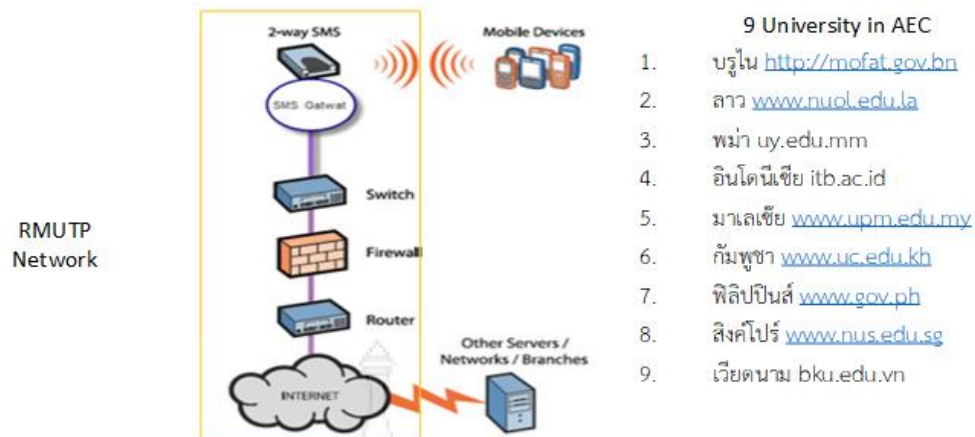 2-way SMS
Mobile Devices
SMS Gatwat
Switch
Firewall
Router
INTERNET
Other Servers /
Networks / Branches
RMUTP
Network
9 University in AEC
1. บรูไน http://mofat.gov.bn
2. ลาว www.nuol.edu.la
3. พม่า uy.edu.mm
4. อินโดนีเซีย itb.ac.id
5. มาเลเซีย www.upm.edu.my
6. กัมพูชา www.uc.edu.kh
7. ฟิลิปปินส์ www.gov.ph
8. สิงค์โปร์ www.nus.edu.sg
9. เวียดนาม bku.edu.vn